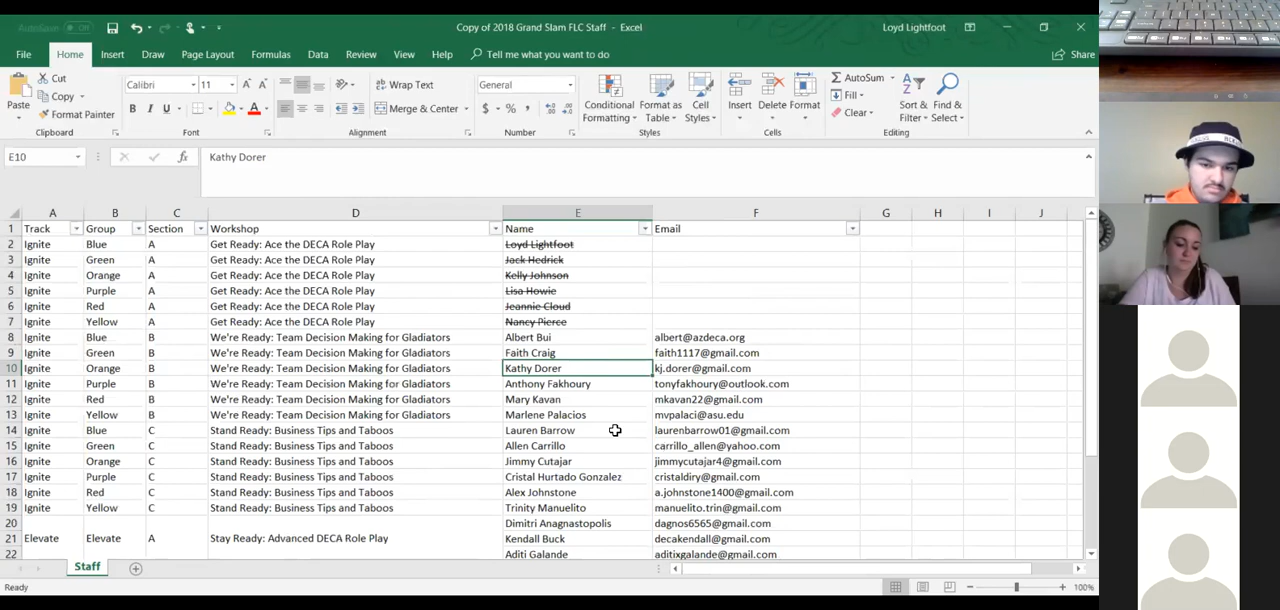 AutoSave Off Copy of 2018 Grand Slam FLC Staff - Excel Loyd Lightfoot
File Home Insert Draw Page Layout Formulas Data Review View Help Tell me what you want to do Share
Cut Calibri 11 Wrap Text General AutoSum
Paste Copy Conditional Formatting Format as Table Cell Styles Insert Delete Format Fill Sort & Filter Find & Select
Format Painter Merge & Center $ % Clear
Clipboard Font Alignment Number Styles Cells Editing
E10 fx Kathy Dorer
A B C D E F G H I J
1 Track Group Section Workshop Name Email
2 Ignite Blue A Get Ready: Ace the DECA Role Play Loyd Lightfoot
3 Ignite Green A Get Ready: Ace the DECA Role Play Jack Hedrick
4 Ignite Orange A Get Ready: Ace the DECA Role Play Kelly Johnson
5 Ignite Purple A Get Ready: Ace the DECA Role Play Lisa Howie
6 Ignite Red A Get Ready: Ace the DECA Role Play Jeannie Cloud
7 Ignite Yellow A Get Ready: Ace the DECA Role Play Nancy Pierce
8 Ignite Blue B We're Ready: Team Decision Making for Gladiators Albert Bui albert@azdeca.org
9 Ignite Green B We're Ready: Team Decision Making for Gladiators Faith Craig faith1117@gmail.com
10 Ignite Orange B We're Ready: Team Decision Making for Gladiators Kathy Dorer kj.dorer@gmail.com
11 Ignite Purple B We're Ready: Team Decision Making for Gladiators Anthony Fakhoury tonyfakhoury@outlook.com
12 Ignite Red B We're Ready: Team Decision Making for Gladiators Mary Kavan mkavan22@gmail.com
13 Ignite Yellow B We're Ready: Team Decision Making for Gladiators Marlene Palacios mvpalaci@asu.edu
14 Ignite Blue C Stand Ready: Business Tips and Taboos Lauren Barrow laurenbarrow01@gmail.com
15 Ignite Green C Stand Ready: Business Tips and Taboos Allen Carrillo carrillo_allen@yahoo.com
16 Ignite Orange C Stand Ready: Business Tips and Taboos Jimmy Cutajar jimmycutajar4@gmail.com
17 Ignite Purple C Stand Ready: Business Tips and Taboos Cristal Hurtado Gonzalez cristaldiry@gmail.com
18 Ignite Red C Stand Ready: Business Tips and Taboos Alex Johnstone a.johnstone1400@gmail.com
19 Ignite Yellow C Stand Ready: Business Tips and Taboos Trinity Manuelito manuelito.trin@gmail.com
20 Dimitri Anagnastopolis dagnos6565@gmail.com
21 Elevate Elevate A Stay Ready: Advanced DECA Role Play Kendall Buck decakendall@gmail.com
22 Aditi Galande aditixgalande@gmail.com
Staff
Ready 100%